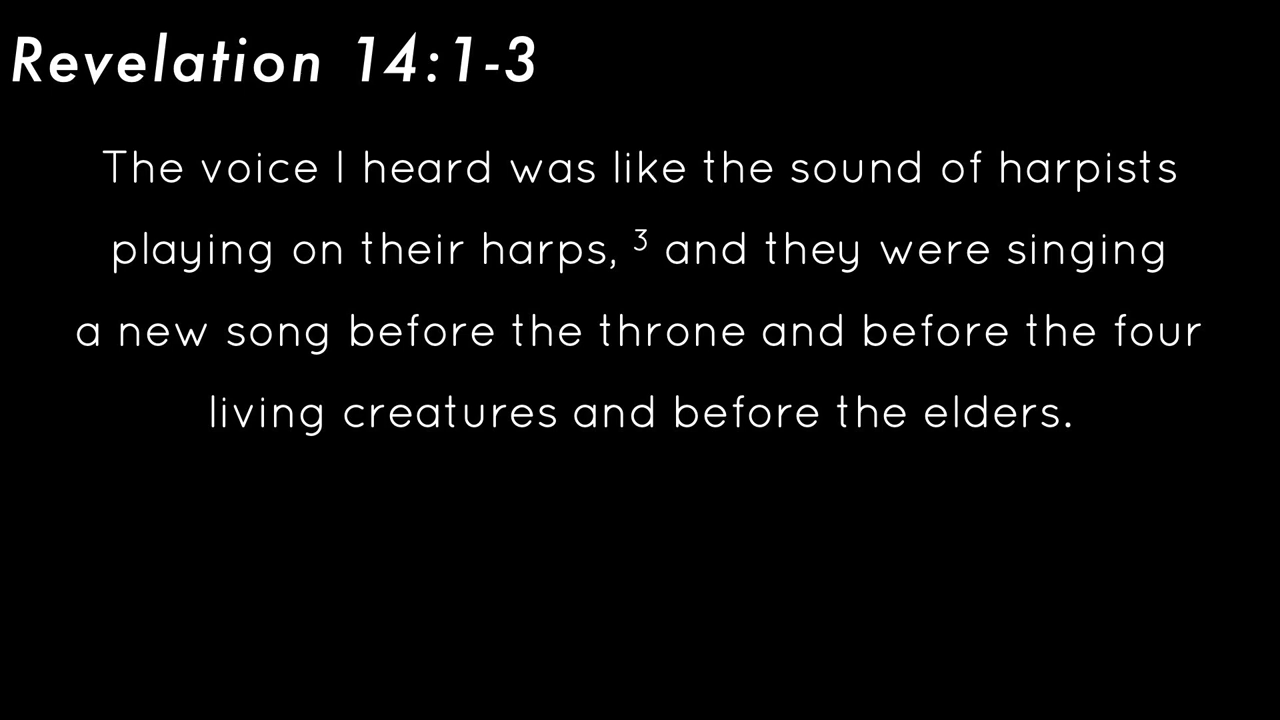 Revelation 14:1-3
The voice I heard was like the sound of harpists
playing on their harps, ³ and they were singing
a new song before the throne and before the four
living creatures and before the elders.